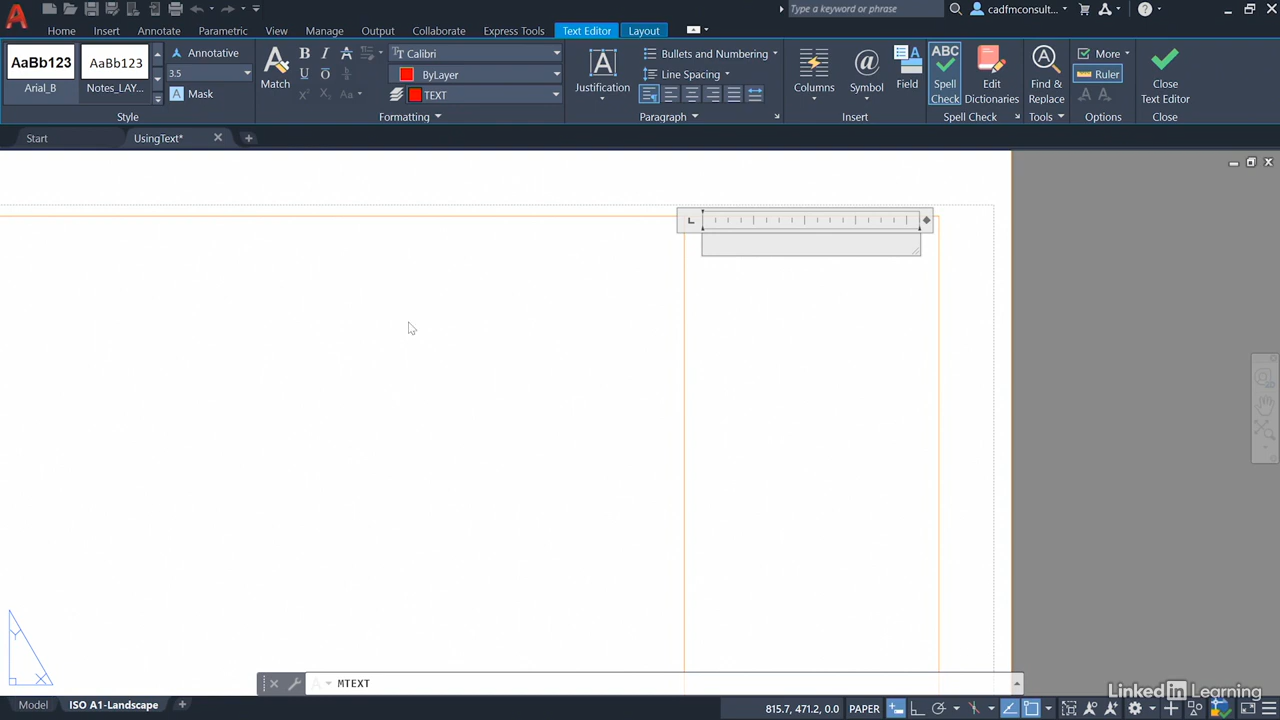 Type a keyword or phrase
cadfmconsult...
Home Insert Annotate Parametric View Manage Output Collaborate Express Tools Text Editor Layout
AaBb123 AaBb123
Arial_B Notes_LAY...
Annotative
3.5
Mask
Style
Match
B I A
U O
Aa
Calibri
ByLayer
TEXT
Formatting
A
Justification
Bullets and Numbering
Line Spacing
Paragraph
Columns
@
Symbol
Field
Insert
ABC
Spell
Check
Edit
Dictionaries
Spell Check
A
Find &
Replace
Tools
More
Ruler
Options
Close
Text Editor
Close
Start UsingText*
Y
X
MTEXT
Model ISO A1-Landscape
815.7, 471.2, 0.0 PAPER
Linked in Learning